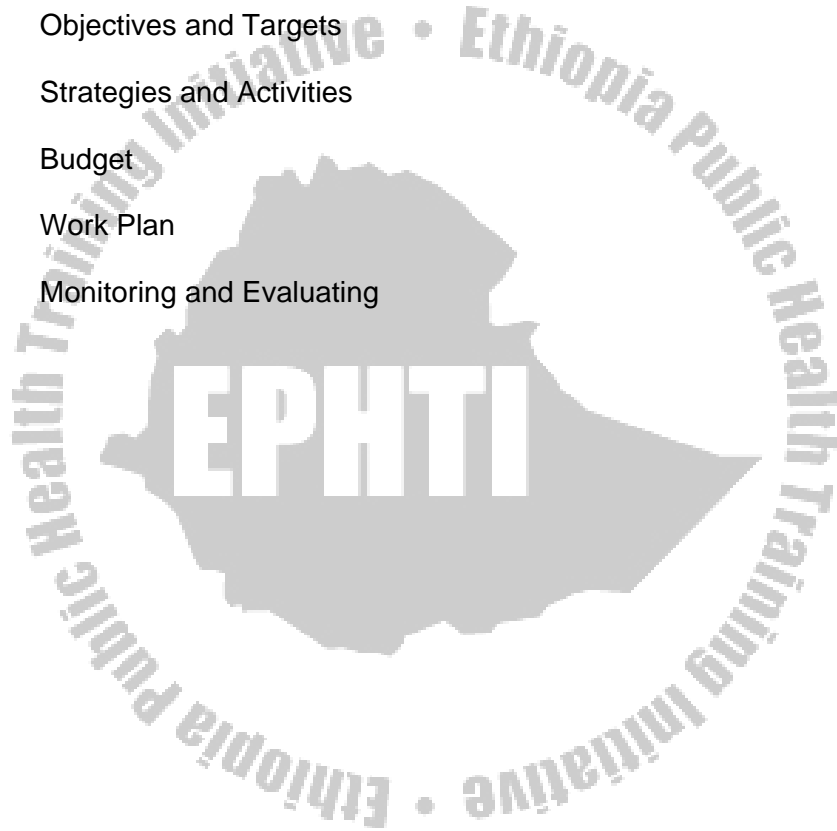 Objectives and Targets
Strategies and Activities
Budget
Work Plan
Monitoring and Evaluating
EPHTI
Ethiopia Public Health Training Initiative • Ethiopia Public Health Training Initiative •